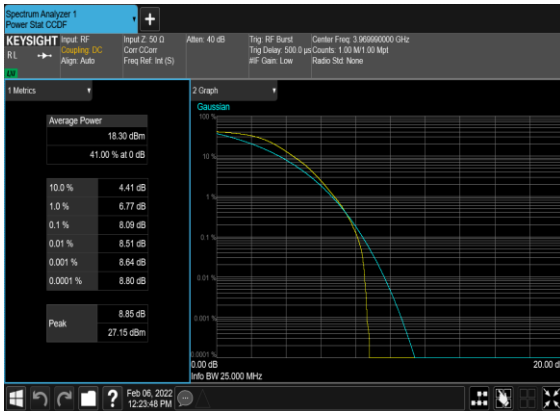 Spectrum Analyzer 1
Power Stat CCDF
+
KEYSIGHT
RL
LXI
Input: RF
Coupling: DC
Align: Auto
Input Z: 50 Ω
Corr CCorr
Freq Ref: Int (S)
Atten: 40 dB
Trig: RF Burst
Trig Delay: 500.0 µs
#IF Gain: Low
Center Freq: 3.969990000 GHz
Counts: 1.00 M/1.00 Mpt
Radio Std: None
1 Metrics
Average Power
18.30 dBm
41.00 % at 0 dB
10.0 % 4.41 dB
1.0 % 6.77 dB
0.1 % 8.09 dB
0.01 % 8.51 dB
0.001 % 8.64 dB
0.0001 % 8.80 dB
Peak
8.85 dB
27.15 dBm
2 Graph
Gaussian
100 %
10 %
1 %
0.1 %
0.01 %
0.001 %
0.0001 %
0.00 dB
20.00 d
Info BW 25.000 MHz
?
Feb 06, 2022
12:23:48 PM